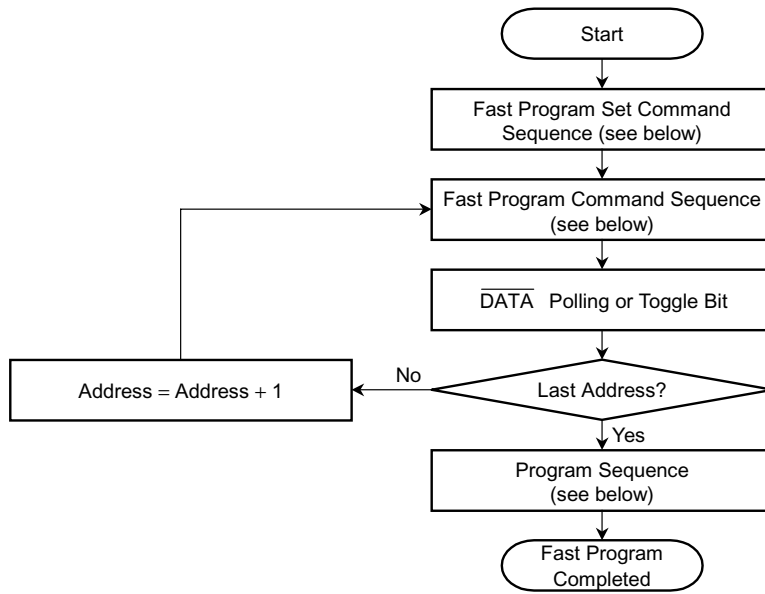 Start
Fast Program Set Command
Sequence (see below)
Fast Program Command Sequence
(see below)
D̅A̅T̅A̅ Polling or Toggle Bit
Last Address?
No
Address = Address + 1
Yes
Program Sequence
(see below)
Fast Program
Completed